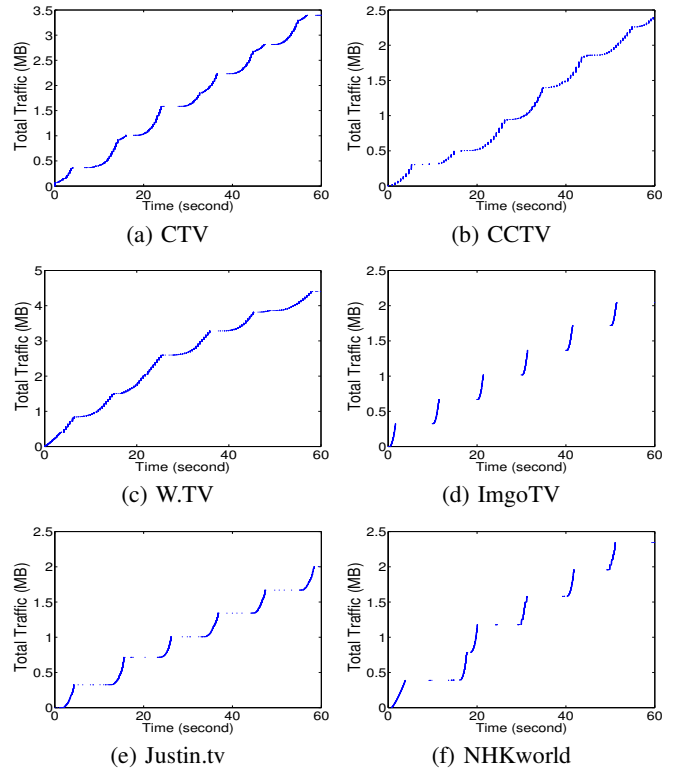 Total Traffic (MB)
3.5
3
2.5
2
1.5
1
0.5
0
0 20 40 60
Time (second)
(a) CTV
Total Traffic (MB)
2.5
2
1.5
1
0.5
0
0 20 40 60
Time (second)
(b) CCTV
Total Traffic (MB)
5
4
3
2
1
0
0 20 40 60
Time (second)
(c) W.TV
Total Traffic (MB)
2.5
2
1.5
1
0.5
0
0 20 40 60
Time (second)
(d) ImgoTV
Total Traffic (MB)
2.5
2
1.5
1
0.5
0
0 20 40 60
Time (second)
(e) Justin.tv
Total Traffic (MB)
2.5
2
1.5
1
0.5
0
0 20 40 60
Time (second)
(f) NHKworld